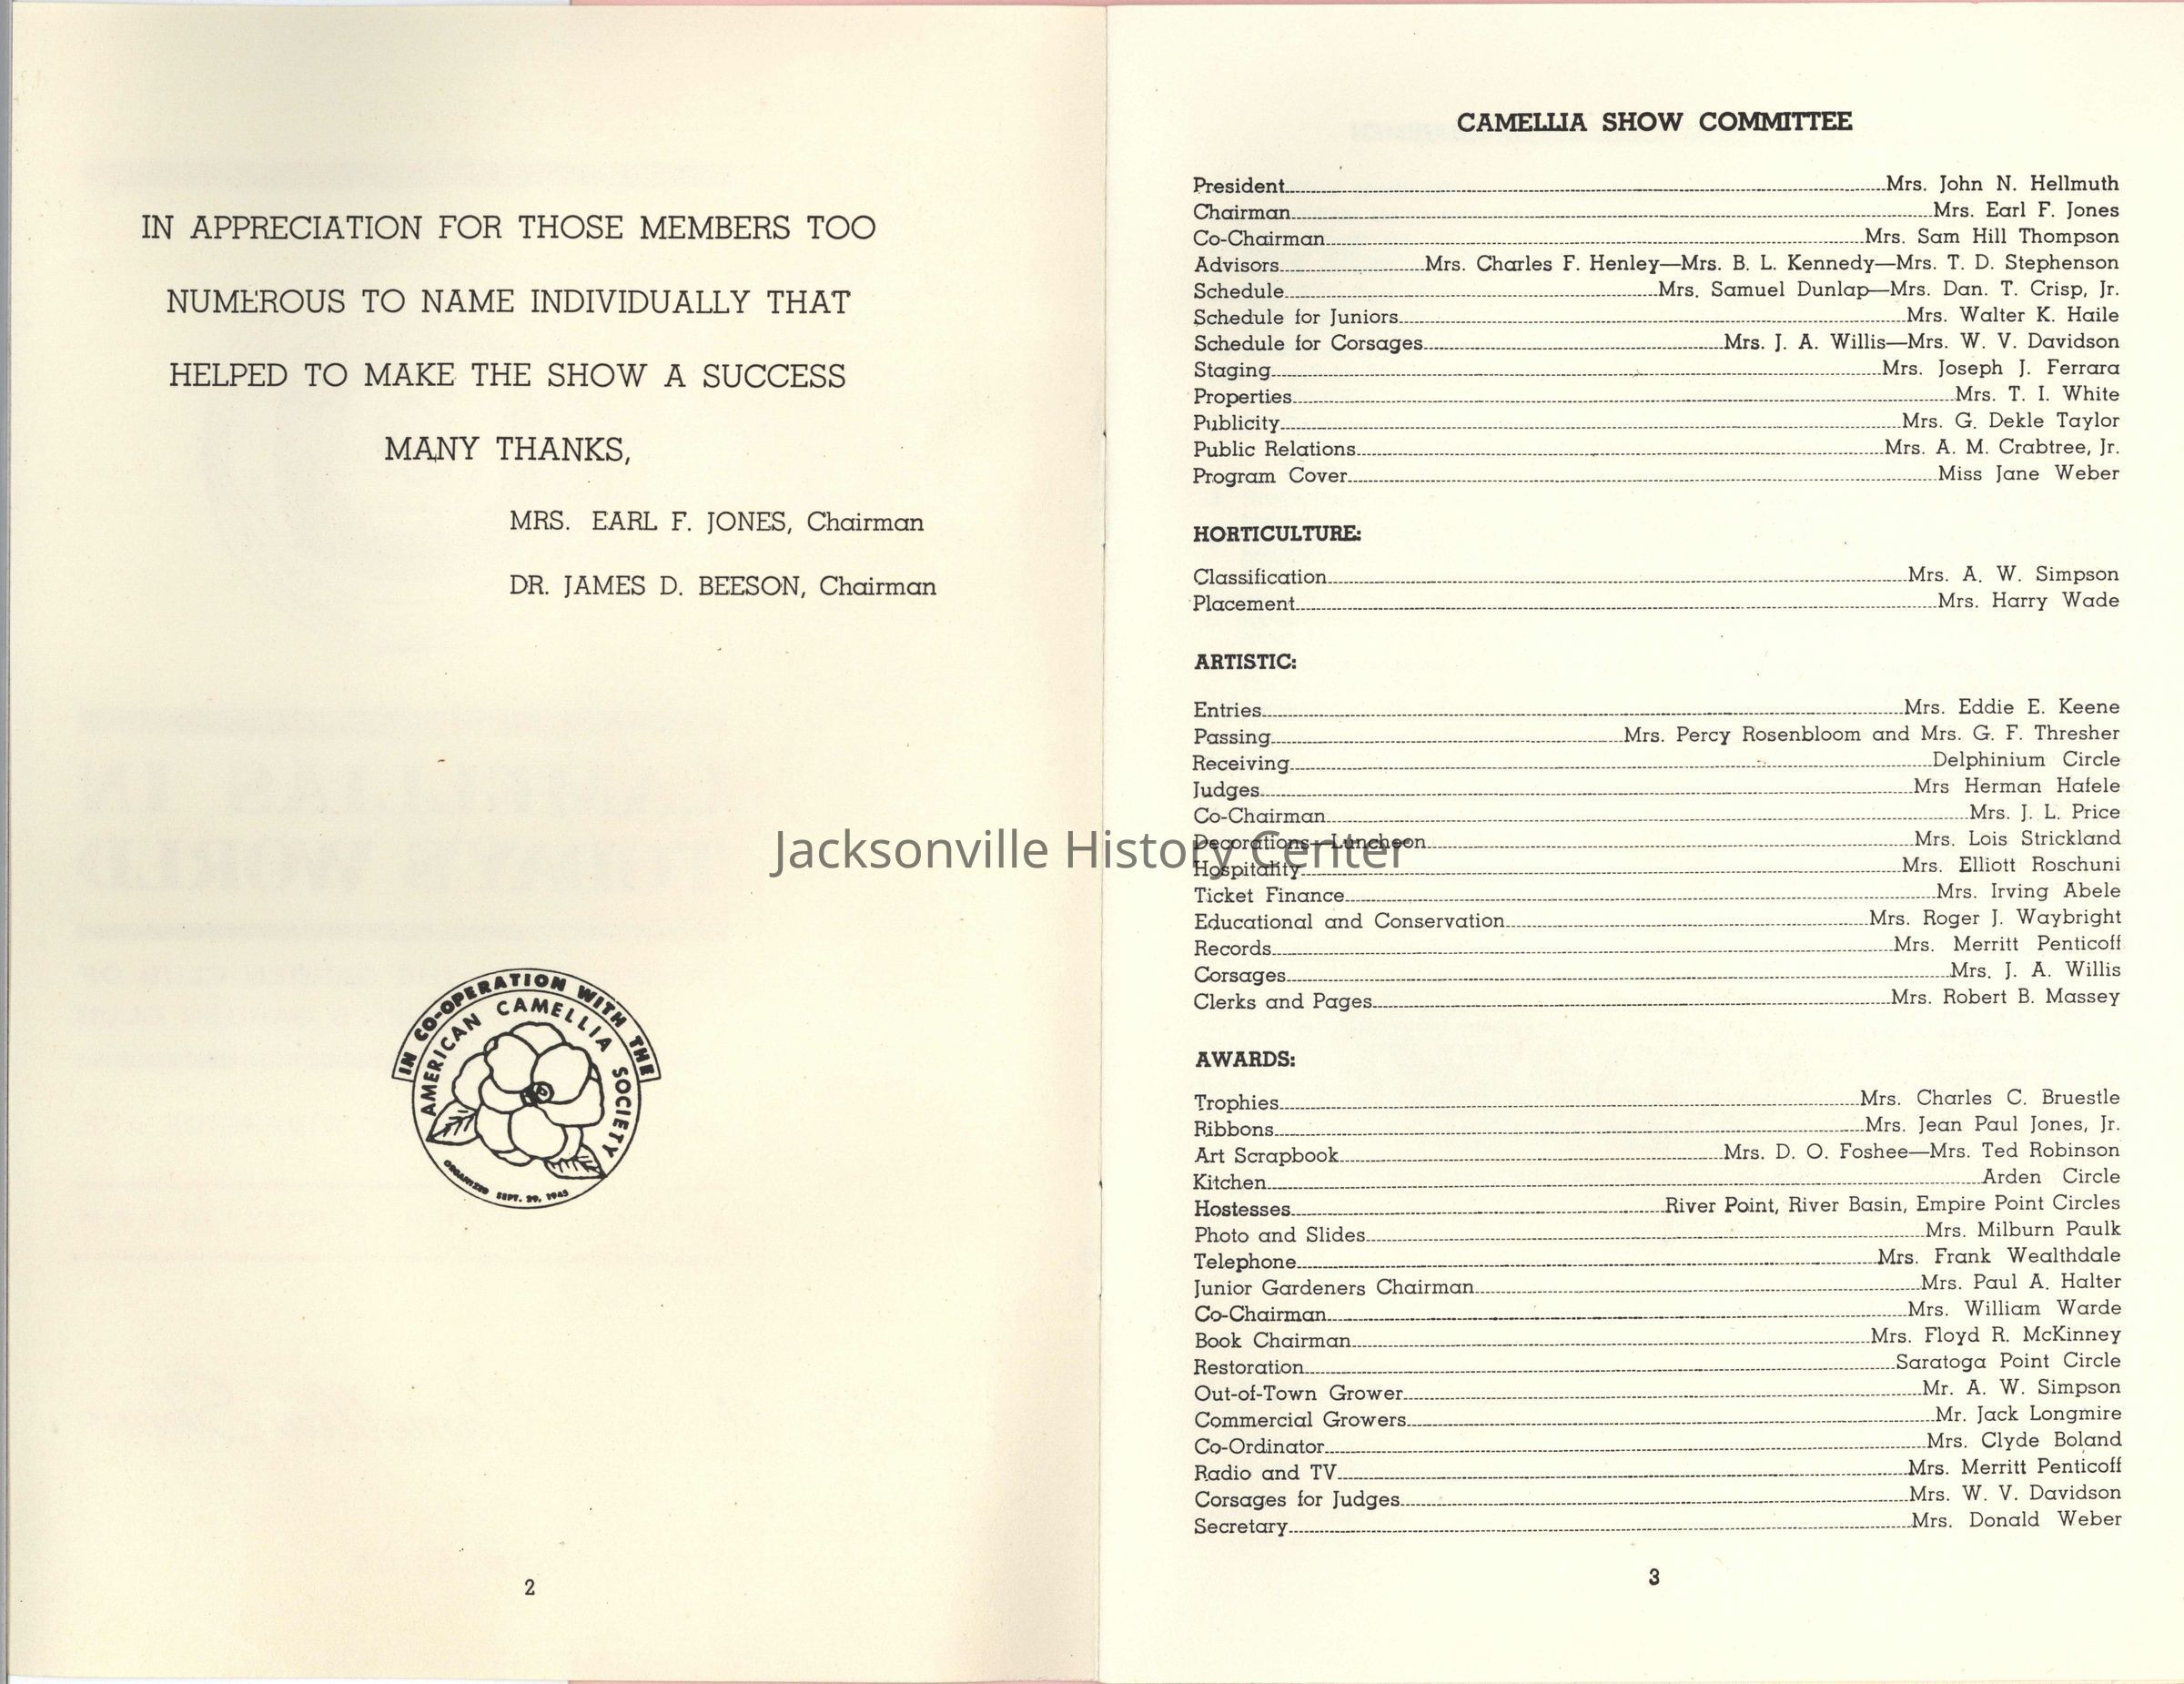 IN APPRECIATION FOR THOSE MEMBERS TOO
NUMEROUS TO NAME INDIVIDUALLY THAT
HELPED TO MAKE THE SHOW A SUCCESS
MANY THANKS,
MRS. EARL F. JONES, Chairman
DR. JAMES D. BEESON, Chairman
IN CO-OPERATION WITH THE
AMERICAN CAMELLIA SOCIETY
ORGANIZED SEPT. 29, 1945
2
CAMELLIA SHOW COMMITTEE
President Mrs. John N. Hellmuth
Chairman Mrs. Earl F. Jones
Co-Chairman Mrs. Sam Hill Thompson
Advisors Mrs. Charles F. Henley—Mrs. B. L. Kennedy—Mrs. T. D. Stephenson
Schedule Mrs. Samuel Dunlap—Mrs. Dan. T. Crisp, Jr.
Schedule for Juniors Mrs. Walter K. Haile
Schedule for Corsages Mrs. J. A. Willis—Mrs. W. V. Davidson
Staging Mrs. Joseph J. Ferrara
Properties Mrs. T. I. White
Publicity Mrs. G. Dekle Taylor
Public Relations Mrs. A. M. Crabtree, Jr.
Program Cover Miss Jane Weber
HORTICULTURE:
Classification Mrs. A. W. Simpson
Placement Mrs. Harry Wade
ARTISTIC:
Entries Mrs. Eddie E. Keene
Passing Mrs. Percy Rosenbloom and Mrs. G. F. Thresher
Receiving Delphinium Circle
Judges Mrs Herman Hafele
Co-Chairman Mrs. J. L. Price
Decorations—Luncheon Mrs. Lois Strickland
Jacksonville History Center
Hospitality Mrs. Elliott Roschuni
Ticket Finance Mrs. Irving Abele
Educational and Conservation Mrs. Roger J. Waybright
Records Mrs. Merritt Penticoff
Corsages Mrs. J. A. Willis
Clerks and Pages Mrs. Robert B. Massey
AWARDS:
Trophies Mrs. Charles C. Bruestle
Ribbons Mrs. Jean Paul Jones, Jr.
Art Scrapbook Mrs. D. O. Foshee—Mrs. Ted Robinson
Kitchen Arden Circle
Hostesses River Point, River Basin, Empire Point Circles
Photo and Slides Mrs. Milburn Paulk
Telephone Mrs. Frank Wealthdale
Junior Gardeners Chairman Mrs. Paul A. Halter
Co-Chairman Mrs. William Warde
Book Chairman Mrs. Floyd R. McKinney
Restoration Saratoga Point Circle
Out-of-Town Grower Mr. A. W. Simpson
Commercial Growers Mr. Jack Longmire
Co-Ordinator Mrs. Clyde Boland
Radio and TV Mrs. Merritt Penticoff
Corsages for Judges Mrs. W. V. Davidson
Secretary Mrs. Donald Weber
3